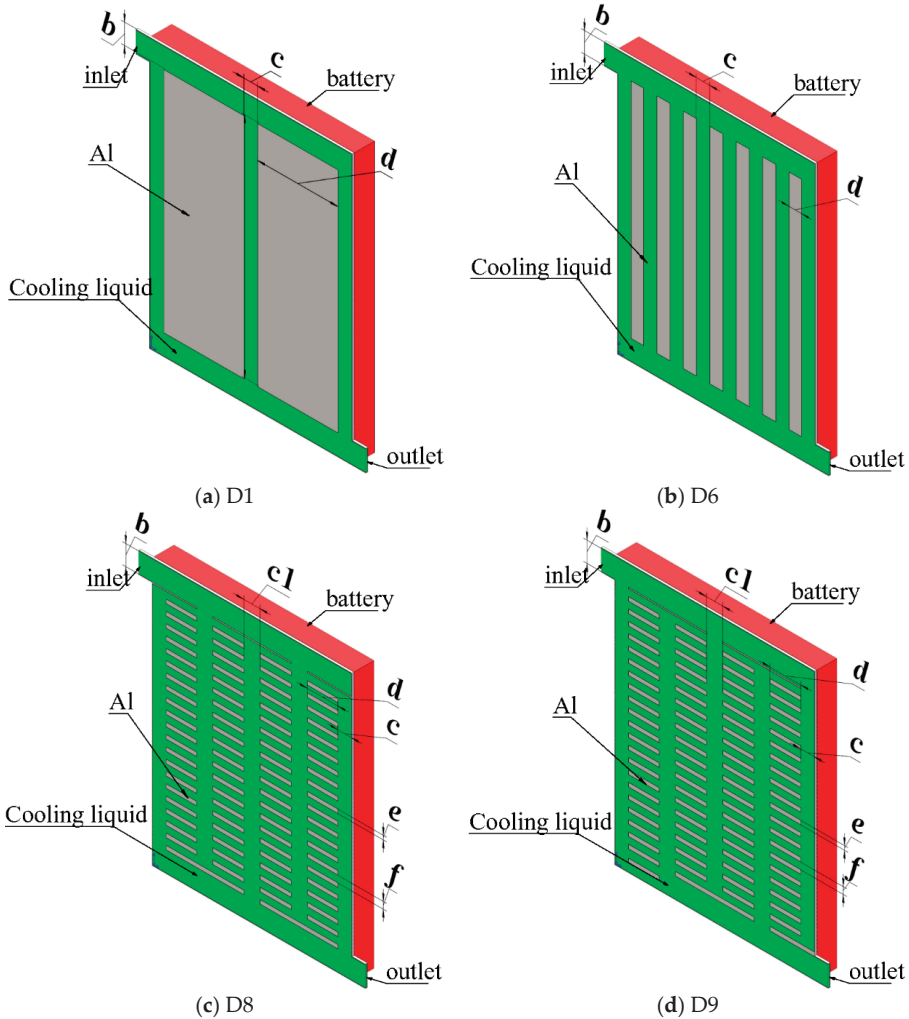 b
c
inlet
battery
Al
d
Cooling liquid
outlet
(a) D1
b
c
inlet
battery
Al
d
Cooling liquid
outlet
(b) D6
b
c1
inlet
battery
d
Al
c
Cooling liquid
e
f
outlet
(c) D8
b
c1
inlet
battery
d
Al
c
Cooling liquid
e
f
outlet
(d) D9